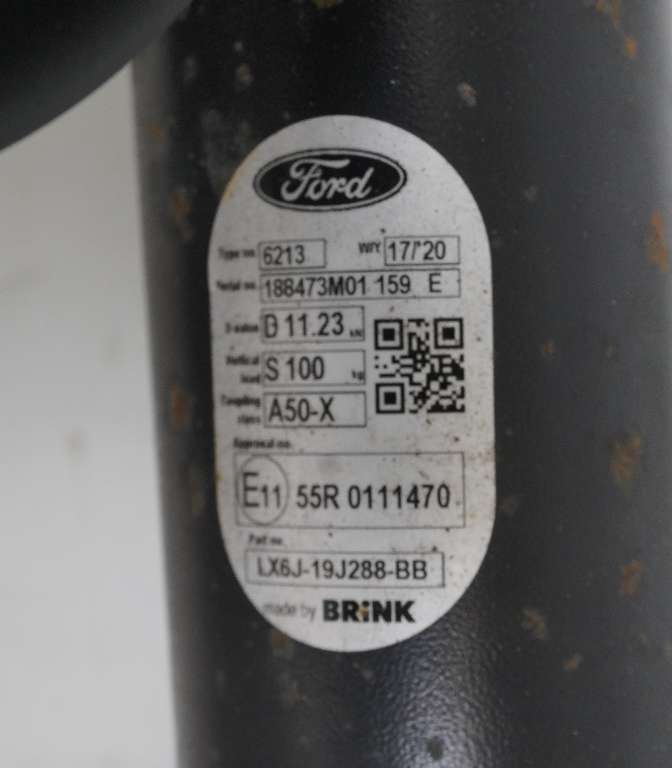 Ford
Type no. 6213 W/Y 17/'20
Serial no. 188473M01 159 E
D-value D 11.23 kN
Vertical load S 100 kg
Coupling class A50-X
Approval no.
E11 55R 0111470
Part no.
LX6J-19J288-BB
made by BRiNK